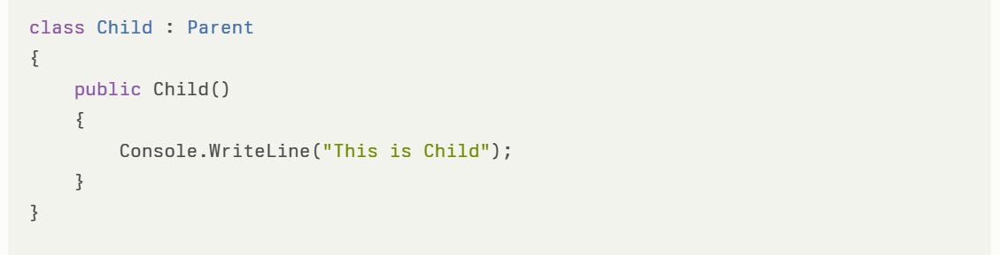 class Child : Parent
{
    public Child()
    {
        Console.WriteLine("This is Child");
    }
}